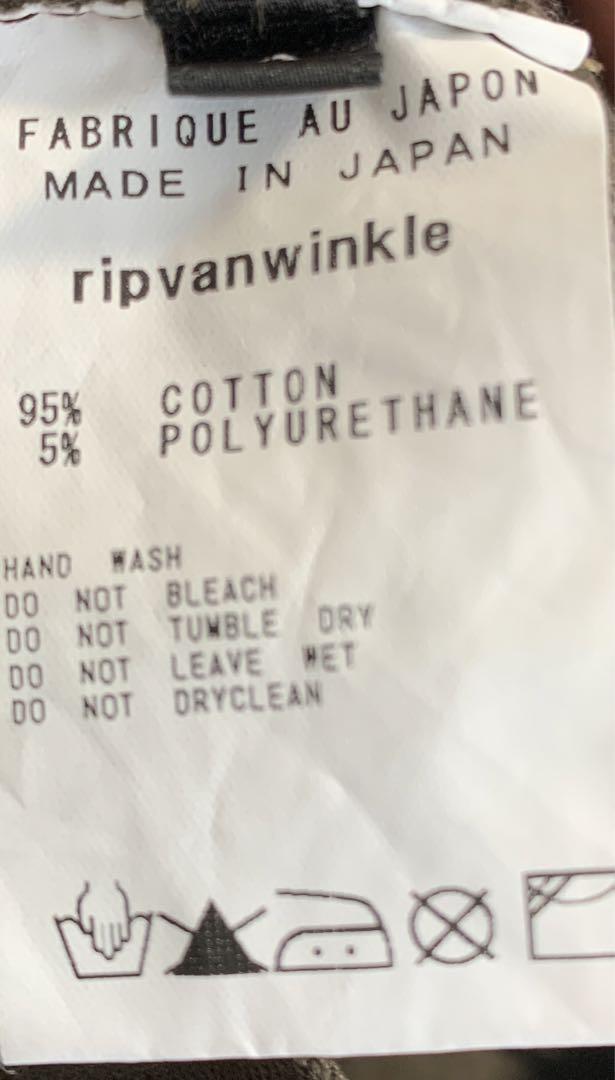 FABRIQUE AU JAPON
MADE IN JAPAN
ripvanwinkle
95% COTTON
5% POLYURETHANE
HAND WASH
DO NOT BLEACH
DO NOT TUMBLE DRY
DO NOT LEAVE WET
DO NOT DRYCLEAN